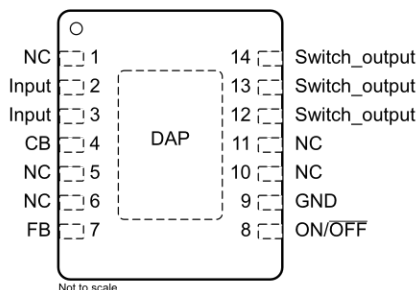 NC 1 14 Switch_output
Input 2 13 Switch_output
Input 3 12 Switch_output
CB 4 DAP 11 NC
NC 5 10 NC
NC 6 9 GND
FB 7 8 ON/OFF
Not to scale